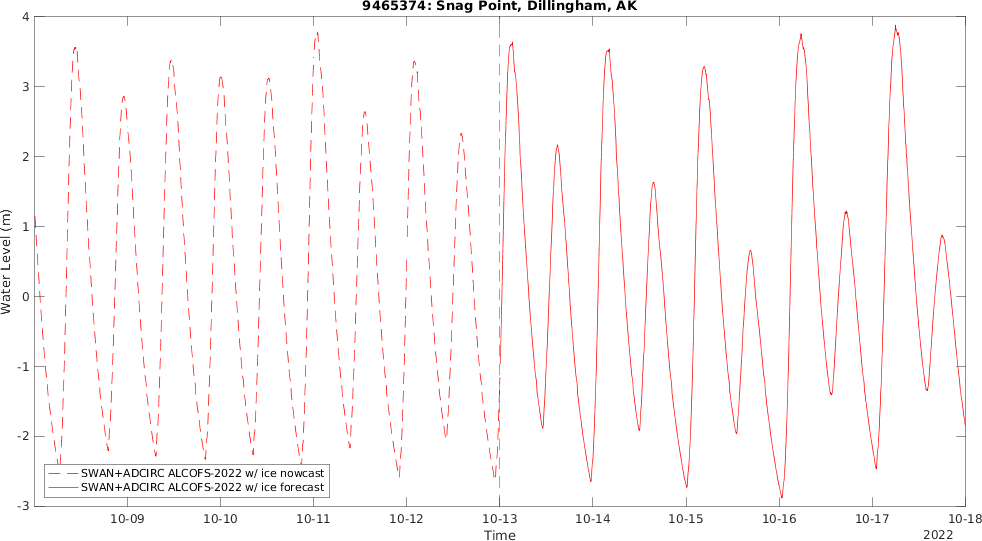 9465374: Snag Point, Dillingham, AK
4
3
2
1
0
-1
-2
-3
Water Level (m)
SWAN+ADCIRC ALCOFS-2022 w/ ice nowcast
SWAN+ADCIRC ALCOFS-2022 w/ ice forecast
10-09 10-10 10-11 10-12 10-13 10-14 10-15 10-16 10-17 10-18
Time
2022